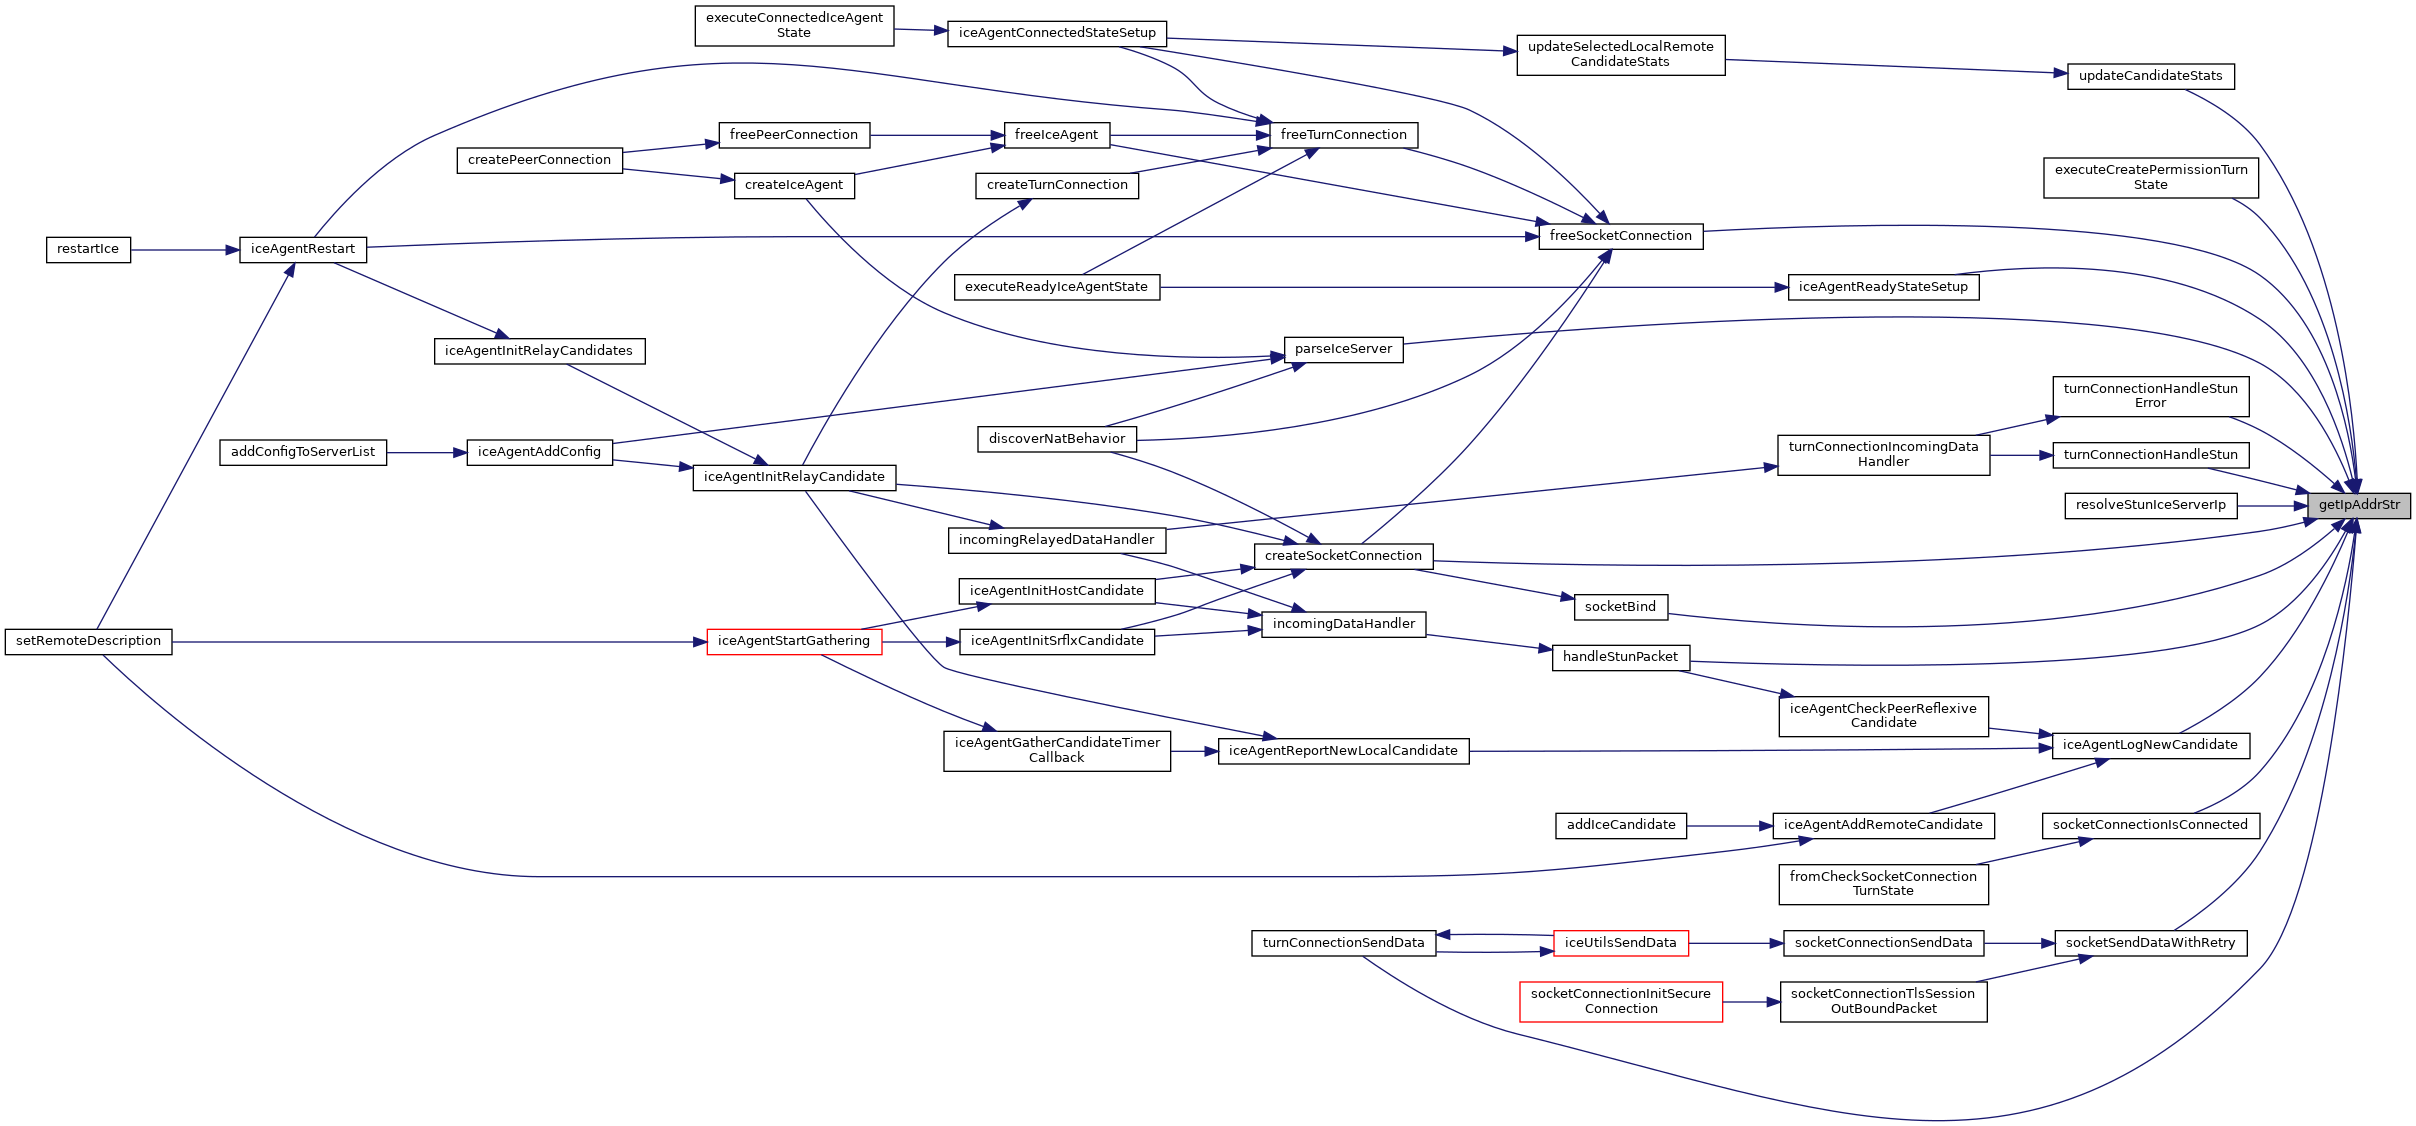 executeConnectedIceAgent
State
iceAgentConnectedStateSetup
updateSelectedLocalRemote
CandidateStats
updateCandidateStats
freePeerConnection
freeIceAgent
freeTurnConnection
createPeerConnection
createIceAgent
createTurnConnection
executeCreatePermissionTurn
State
restartIce
iceAgentRestart
freeSocketConnection
executeReadyIceAgentState
iceAgentReadyStateSetup
iceAgentInitRelayCandidates
parseIceServer
turnConnectionHandleStun
Error
discoverNatBehavior
addConfigToServerList
iceAgentAddConfig
turnConnectionIncomingData
Handler
turnConnectionHandleStun
iceAgentInitRelayCandidate
resolveStunIceServerIp
getIpAddrStr
incomingRelayedDataHandler
createSocketConnection
iceAgentInitHostCandidate
socketBind
incomingDataHandler
setRemoteDescription
iceAgentStartGathering
iceAgentInitSrflxCandidate
handleStunPacket
iceAgentCheckPeerReflexive
Candidate
iceAgentGatherCandidateTimer
Callback
iceAgentReportNewLocalCandidate
iceAgentLogNewCandidate
addIceCandidate
iceAgentAddRemoteCandidate
socketConnectionIsConnected
fromCheckSocketConnection
TurnState
turnConnectionSendData
iceUtilsSendData
socketConnectionSendData
socketSendDataWithRetry
socketConnectionInitSecure
Connection
socketConnectionTlsSession
OutBoundPacket